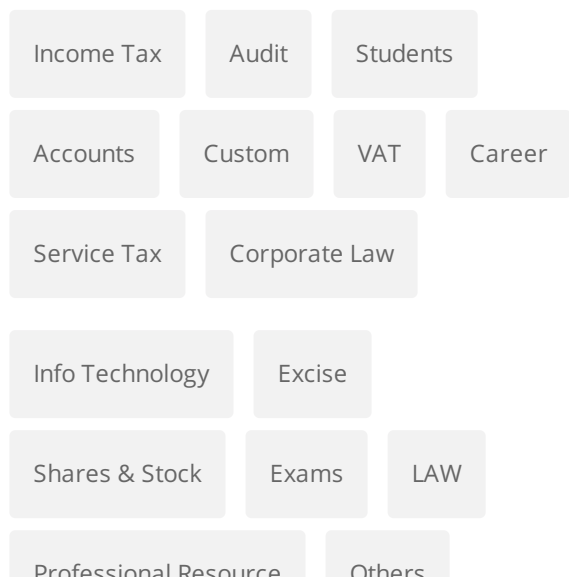 Income Tax Audit Students
Accounts Custom VAT Career
Service Tax Corporate Law
Info Technology Excise
Shares & Stock Exams LAW
Professional Resource Others